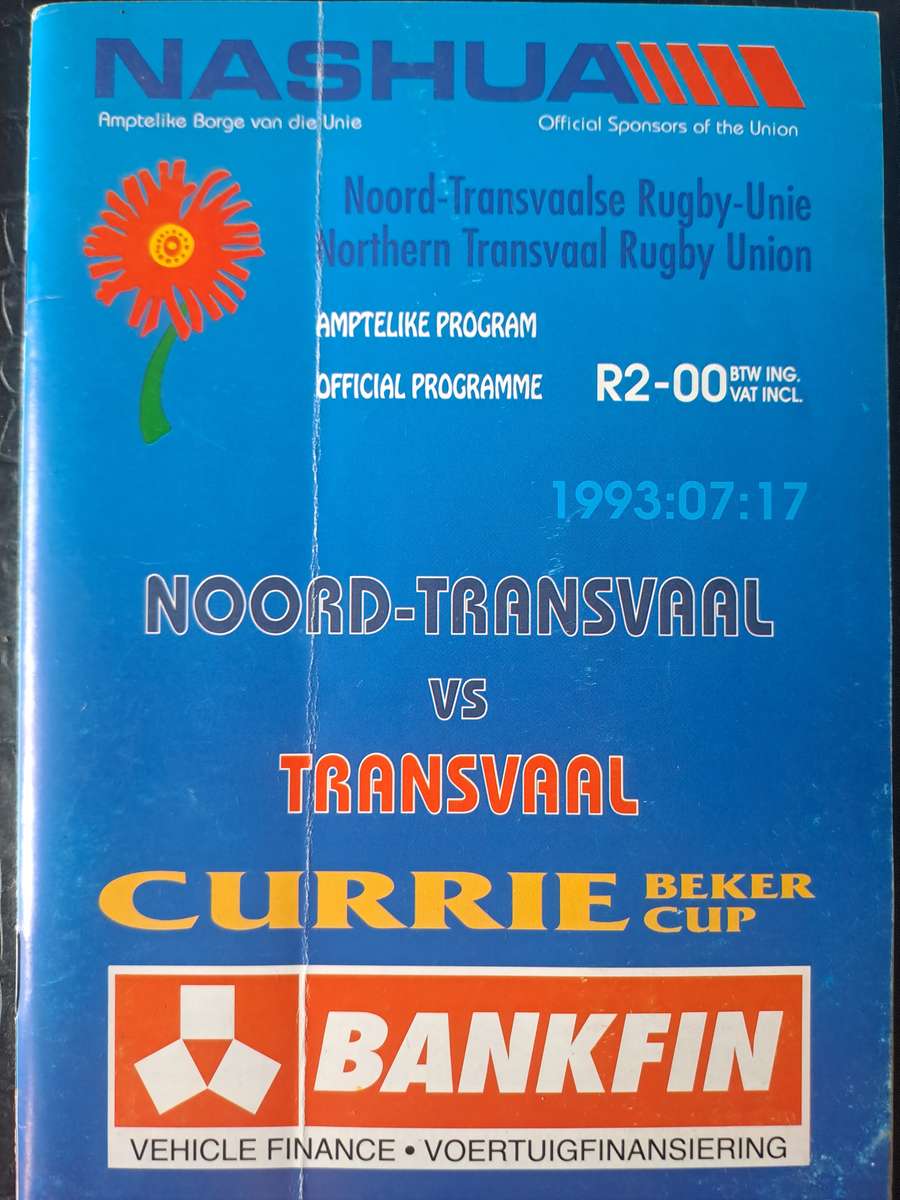 NASHUA
Amptelike Borge van die Unie
Official Sponsors of the Union
Noord-Transvaalse Rugby-Unie
Northern Transvaal Rugby Union
AMPTELIKE PROGRAM
OFFICIAL PROGRAMME
R2-00 BTW ING.
VAT INCL.
1993:07:17
NOORD-TRANSVAAL
VS
TRANSVAAL
CURRIE BEKER
CUP
BANKFIN
VEHICLE FINANCE • VOERTUIGFINANSIERING